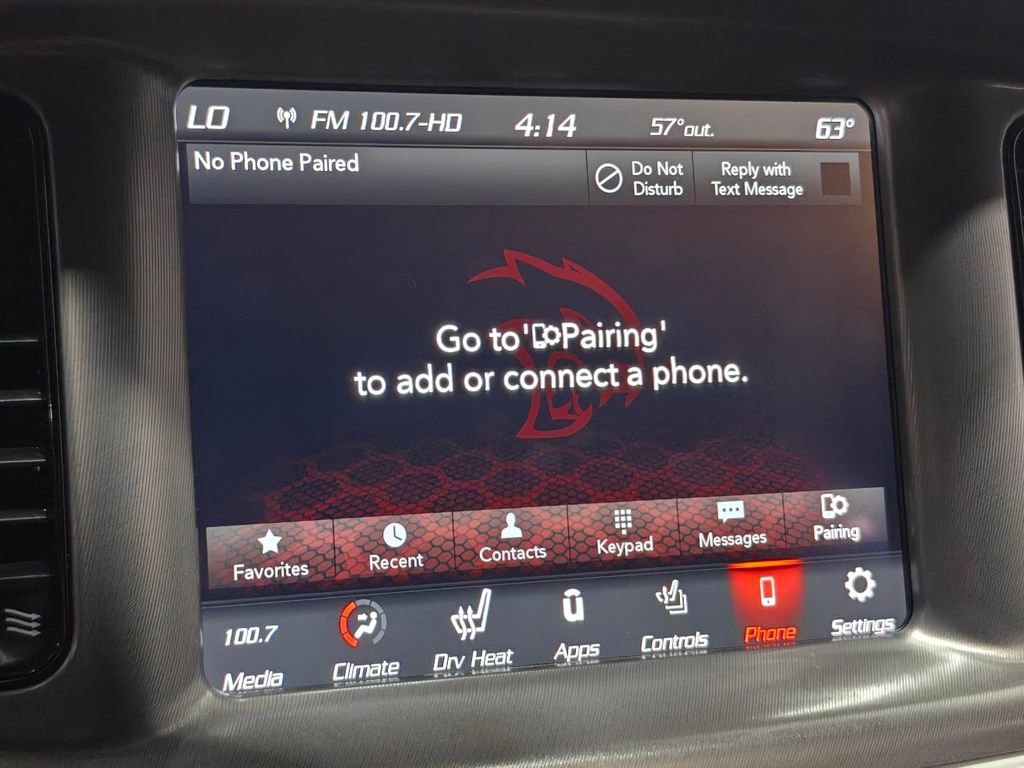 LO FM 100.7-HD 4:14 57°out. 63°
No Phone Paired
Do Not
Disturb
Reply with
Text Message
Go to 'Pairing'
to add or connect a phone.
Favorites Recent Contacts Keypad Messages Pairing
100.7
Media Climate Drv Heat Apps Controls Phone Settings